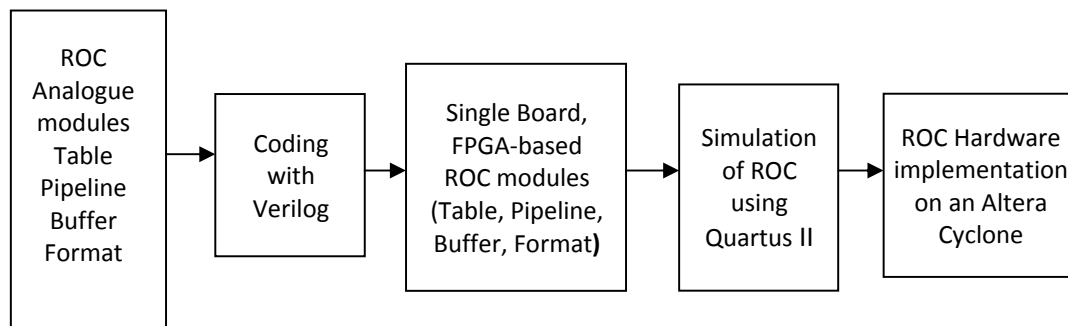 ROC
Analogue
modules
Table
Pipeline
Buffer
Format
Coding
with
Verilog
Single Board,
FPGA-based
ROC modules
(Table, Pipeline,
Buffer, Format)
Simulation
of ROC
using
Quartus II
ROC Hardware
implementation
on an Altera
Cyclone